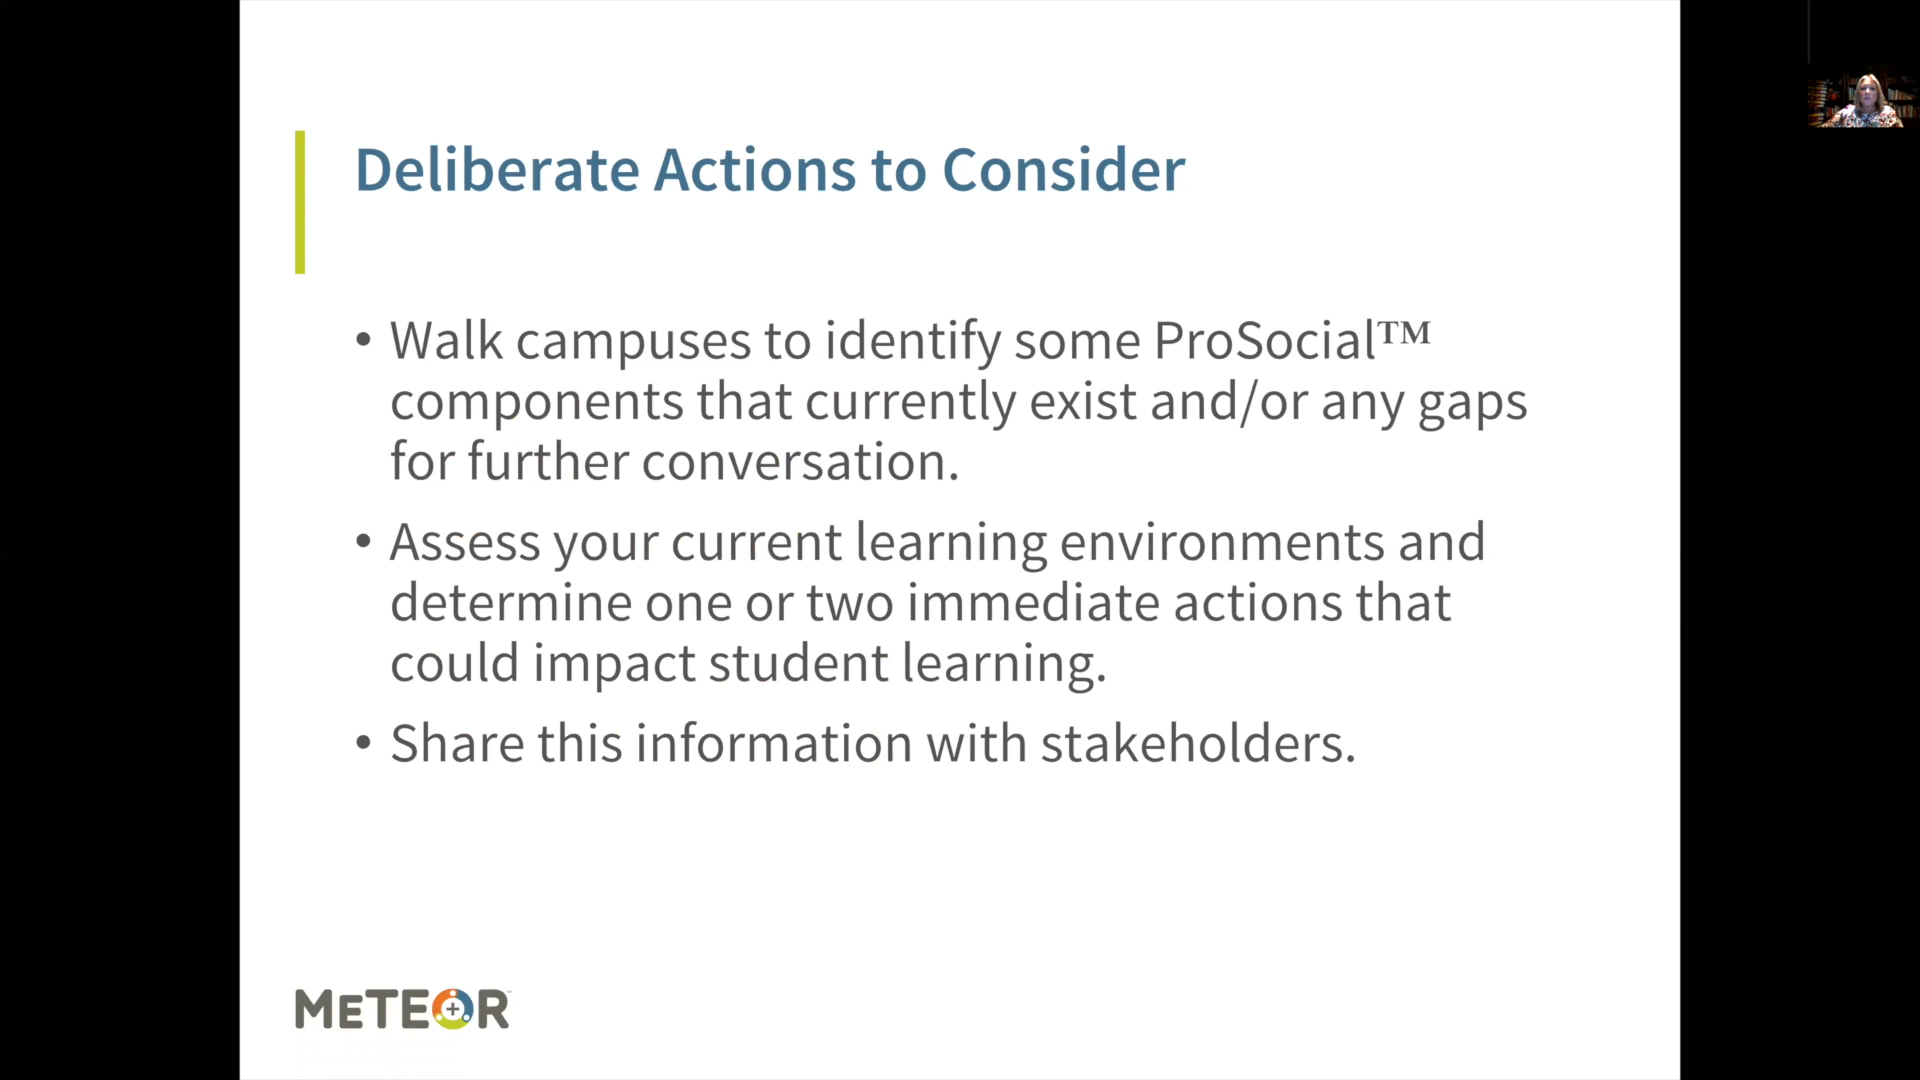 Deliberate Actions to Consider
• Walk campuses to identify some ProSocial™
components that currently exist and/or any gaps
for further conversation.
• Assess your current learning environments and
determine one or two immediate actions that
could impact student learning.
• Share this information with stakeholders.
METEOR